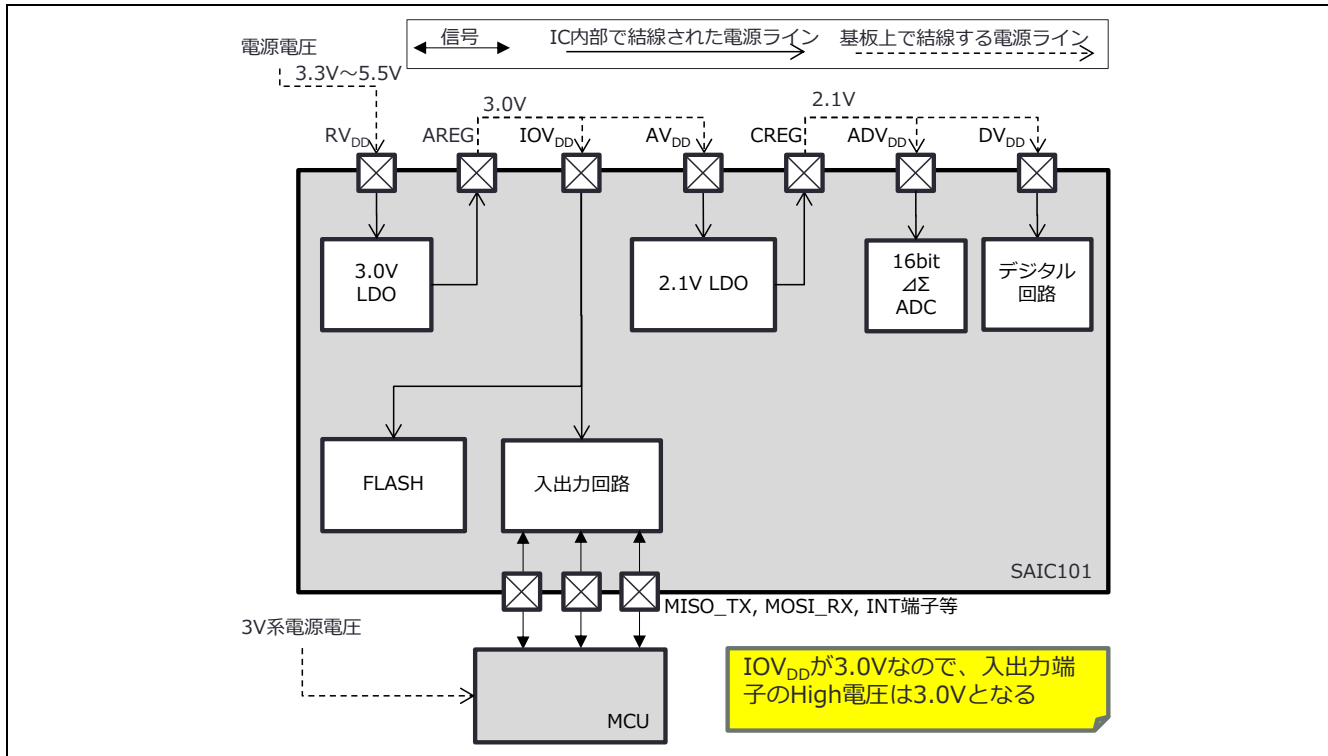 信号
IC内部で結線された電源ライン
基板上で結線する電源ライン
電源電圧
3.3V～5.5V
3.0V
2.1V
RVDD
AREG
IOVDD
AVDD
CREG
ADVDD
DVDD
3.0V
LDO
2.1V LDO
16bit
⊿Σ
ADC
デジタル
回路
FLASH
入出力回路
SAIC101
MISO_TX, MOSI_RX, INT端子等
3V系電源電圧
MCU
IOVDDが3.0Vなので、入出力端
子のHigh電圧は3.0Vとなる